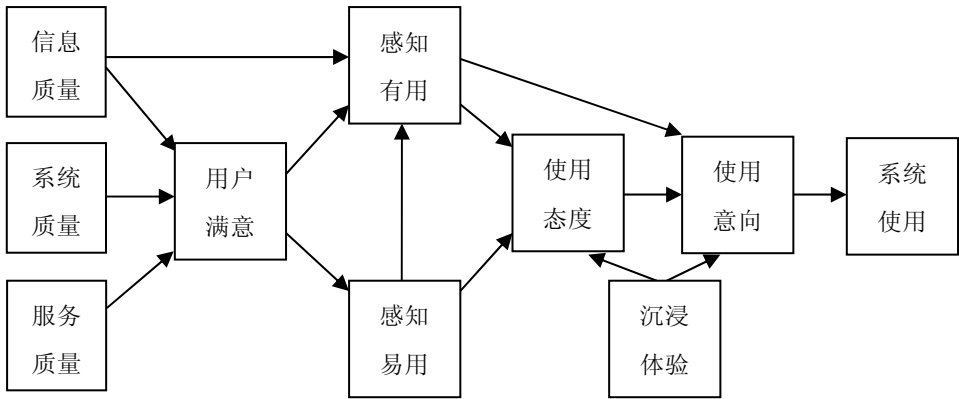 信息
质量
感知
有用
系统
质量
用户
满意
使用
态度
使用
意向
系统
使用
服务
质量
感知
易用
沉浸
体验